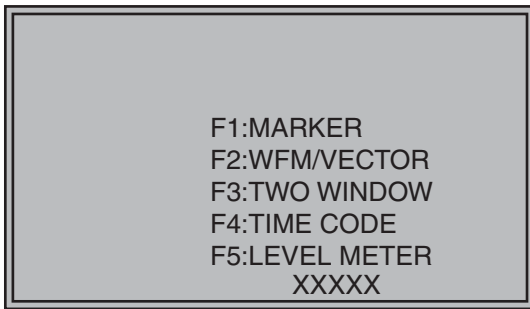 F1:MARKER
F2:WFM/VECTOR
F3:TWO WINDOW
F4:TIME CODE
F5:LEVEL METER
XXXXX